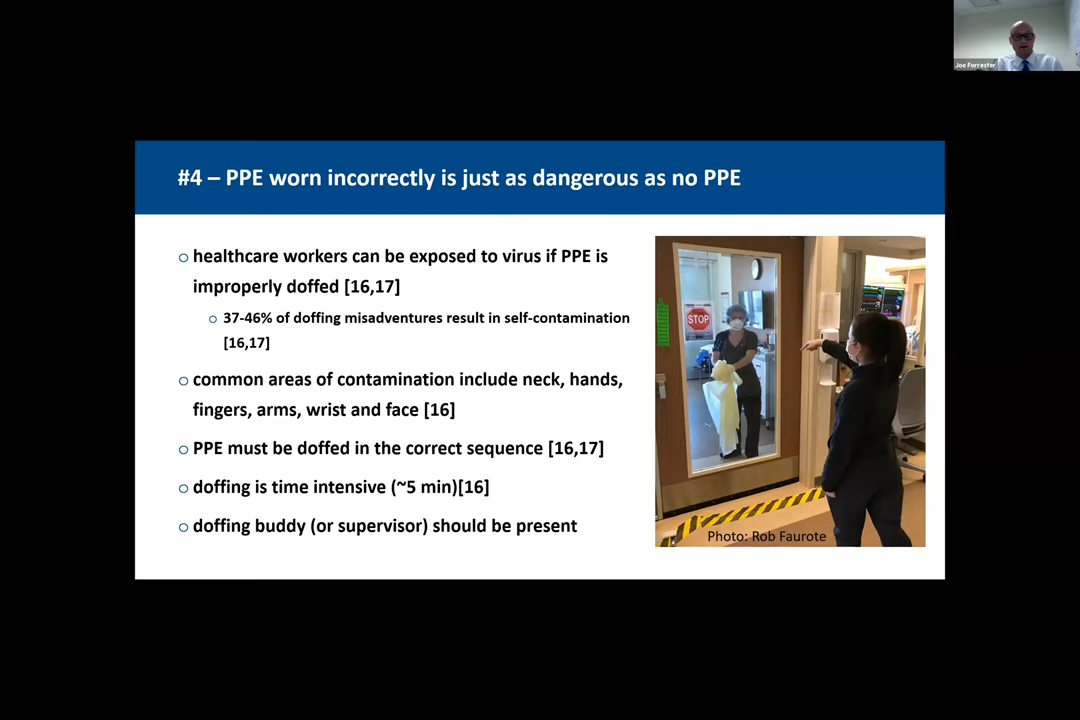 Joe Forrester
#4 – PPE worn incorrectly is just as dangerous as no PPE
healthcare workers can be exposed to virus if PPE is
improperly doffed [16,17]
37-46% of doffing misadventures result in self-contamination
[16,17]
common areas of contamination include neck, hands,
fingers, arms, wrist and face [16]
PPE must be doffed in the correct sequence [16,17]
doffing is time intensive (~5 min)[16]
doffing buddy (or supervisor) should be present
STOP
Photo: Rob Faurote